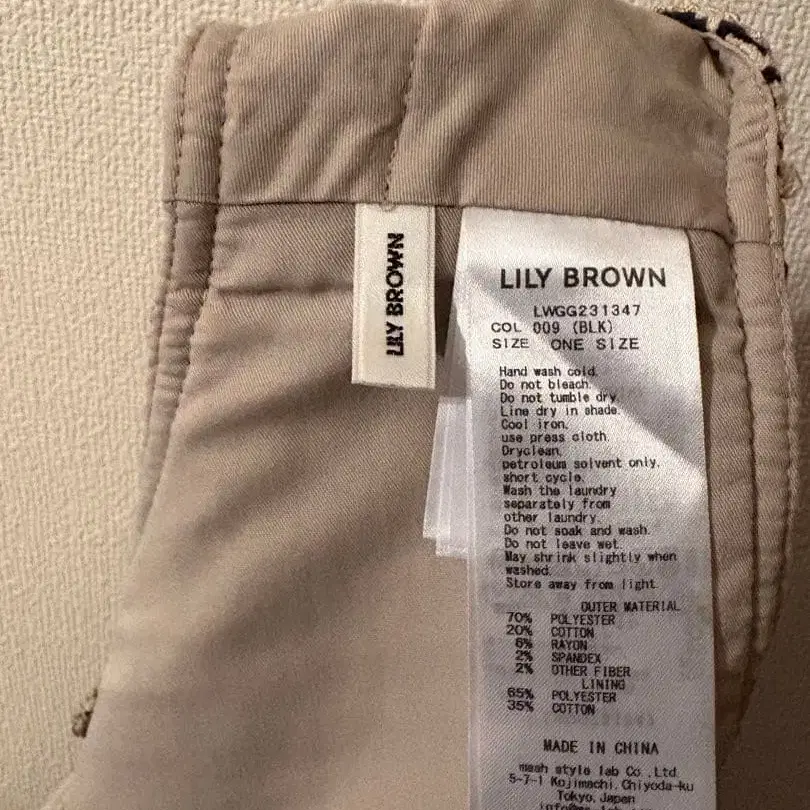 LILY BROWN
LILY BROWN
LWGG231347
COL 009 (BLK)
SIZE ONE SIZE
Hand wash cold.
Do not bleach.
Do not tumble dry.
Line dry in shade.
Cool iron.
use press cloth.
Dryclean,
petroleum solvent only.
short cycle.
Wash the laundry
separately from
other laundry.
Do not soak and wash.
Do not leave wet.
May shrink slightly when
washed.
Store away from light.
OUTER MATERIAL
70% POLYESTER
20% COTTON
6% RAYON
2% SPANDEX
2% OTHER FIBER
LINING
65% POLYESTER
35% COTTON
MADE IN CHINA
mash style lab Co.,Ltd.
5-7-1 Kojimachi,Chiyoda-ku
Tokyo,Japan